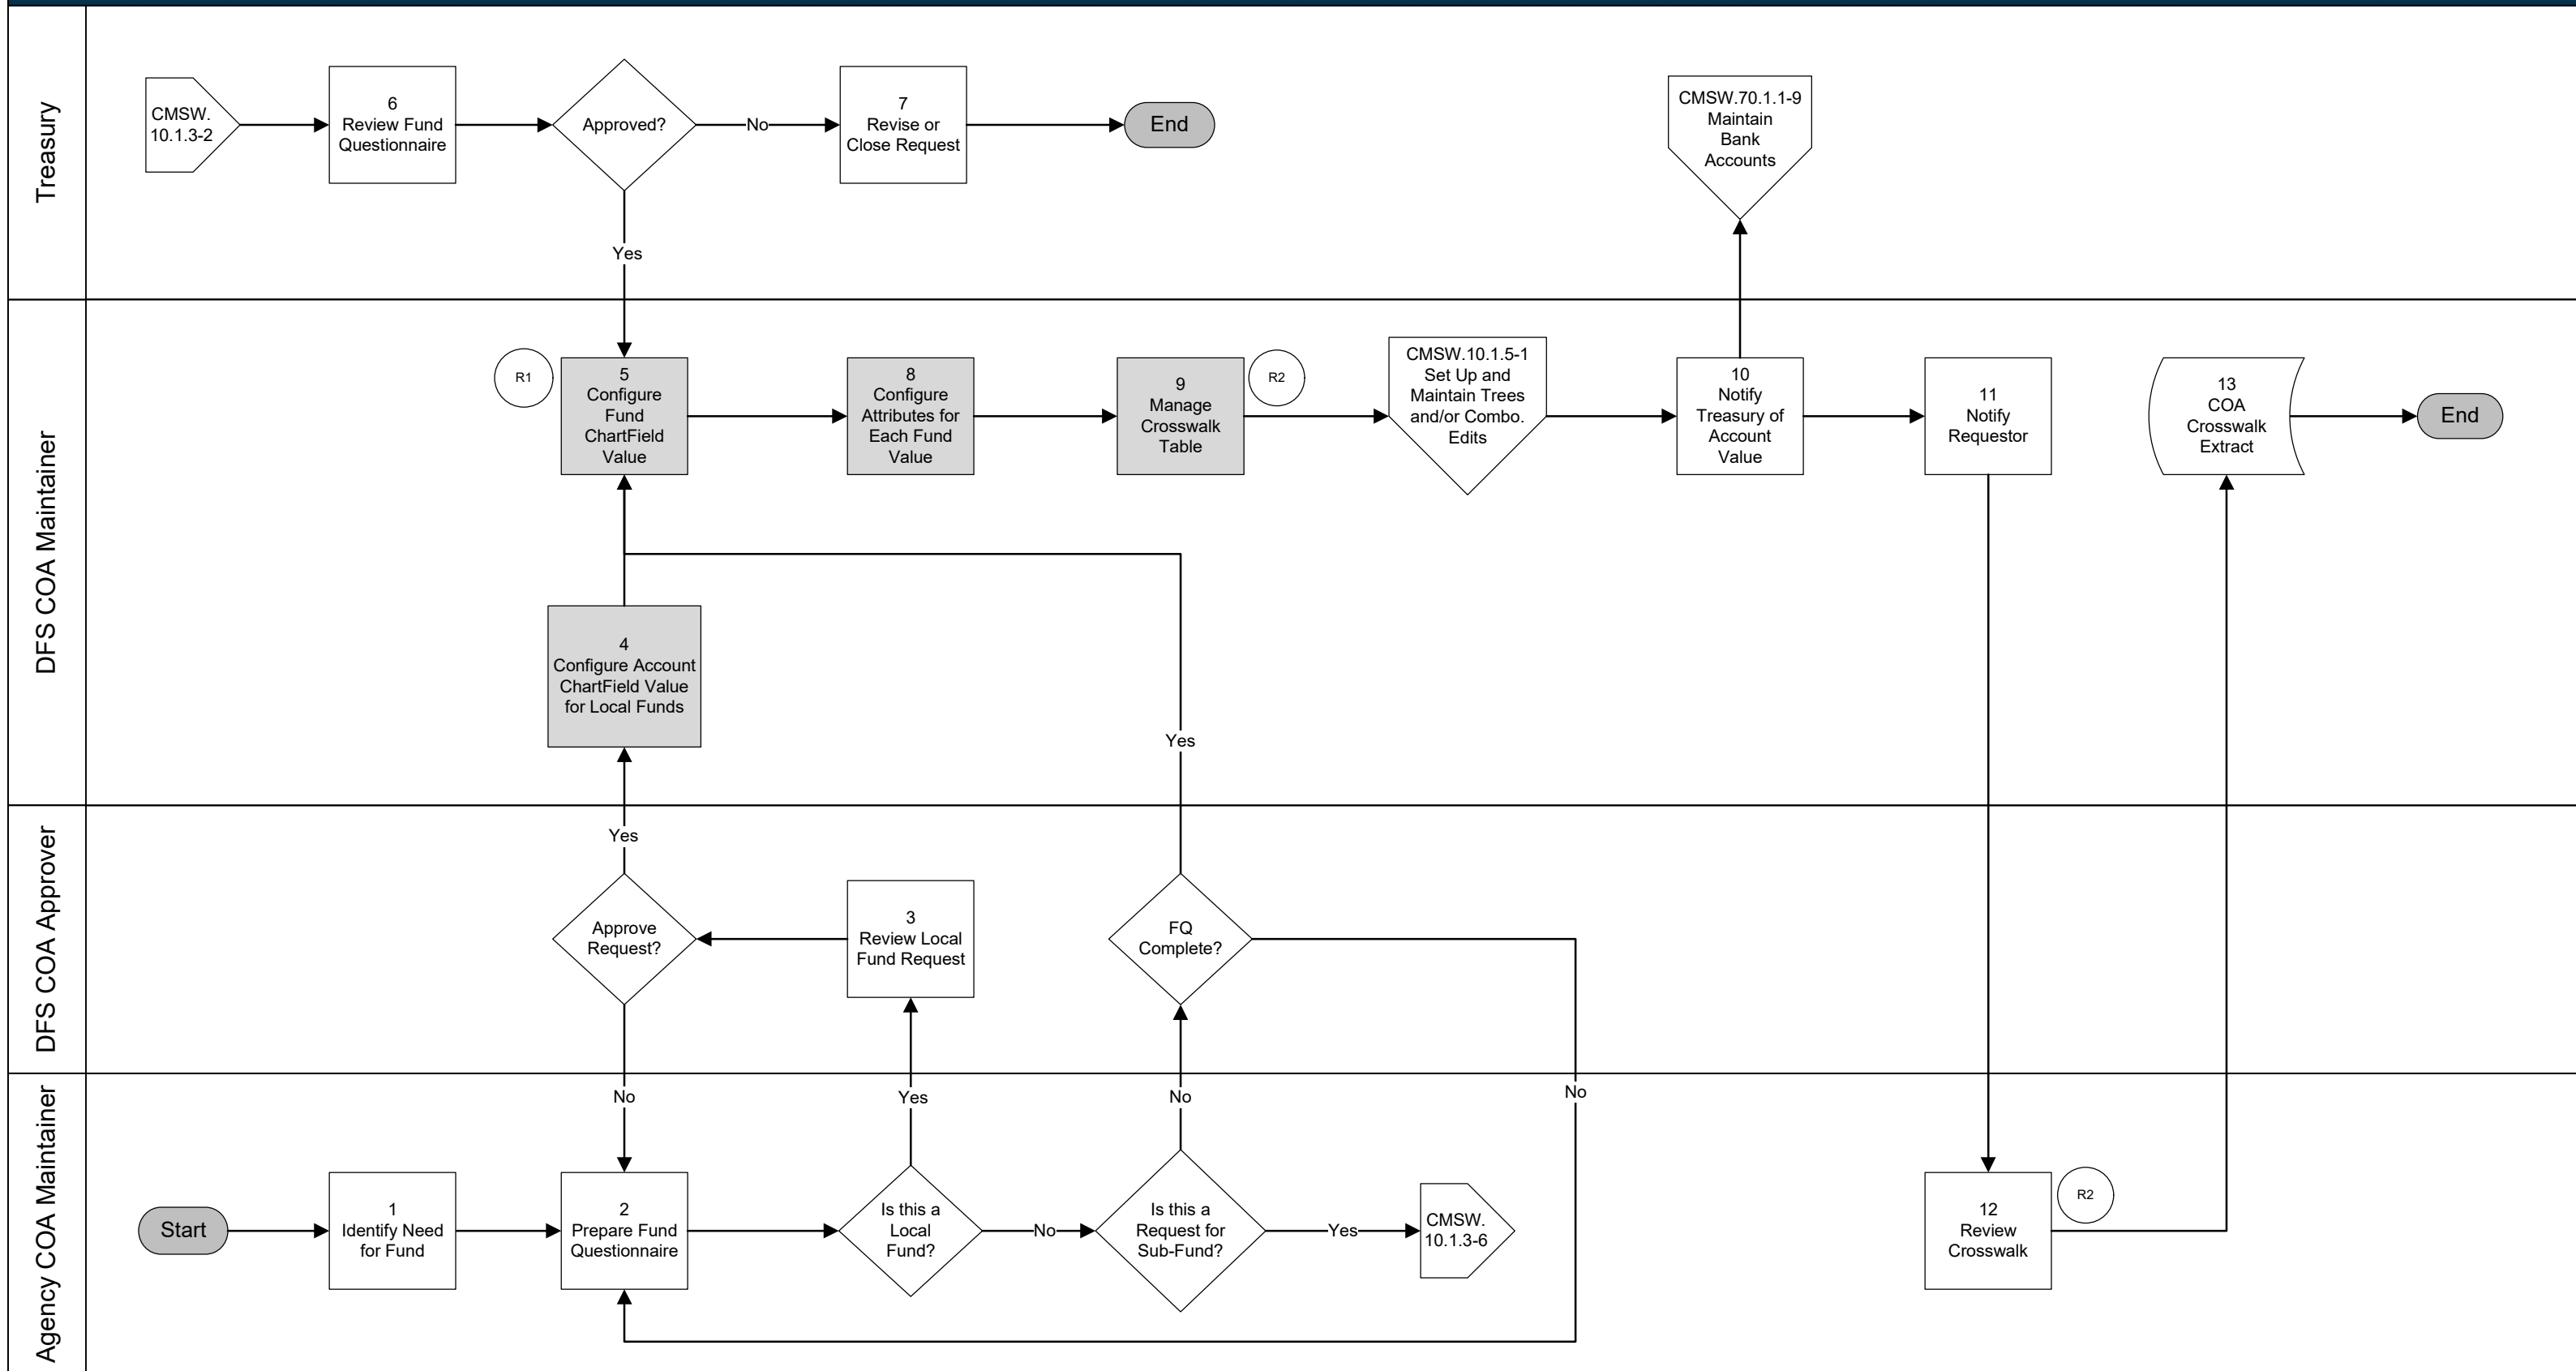 Treasury
CMSW.
10.1.3-2
6
Review Fund
Questionnaire
Approved?
No
7
Revise or
Close Request
End
CMSW.70.1.1-9
Maintain
Bank
Accounts
Yes
DFS COA Maintainer
R1
5
Configure
Fund
ChartField
Value
8
Configure
Attributes for
Each Fund
Value
9
Manage
Crosswalk
Table
R2
CMSW.10.1.5-1
Set Up and
Maintain Trees
and/or Combo.
Edits
10
Notify
Treasury of
Account
Value
11
Notify
Requestor
13
COA
Crosswalk
Extract
End
4
Configure Account
ChartField Value
for Local Funds
Yes
DFS COA Approver
Yes
Approve
Request?
3
Review Local
Fund Request
FQ
Complete?
Agency COA Maintainer
No
Yes
No
No
Start
1
Identify Need
for Fund
2
Prepare Fund
Questionnaire
Is this a
Local
Fund?
No
Is this a
Request for
Sub-Fund?
Yes
CMSW.
10.1.3-6
12
Review
Crosswalk
R2